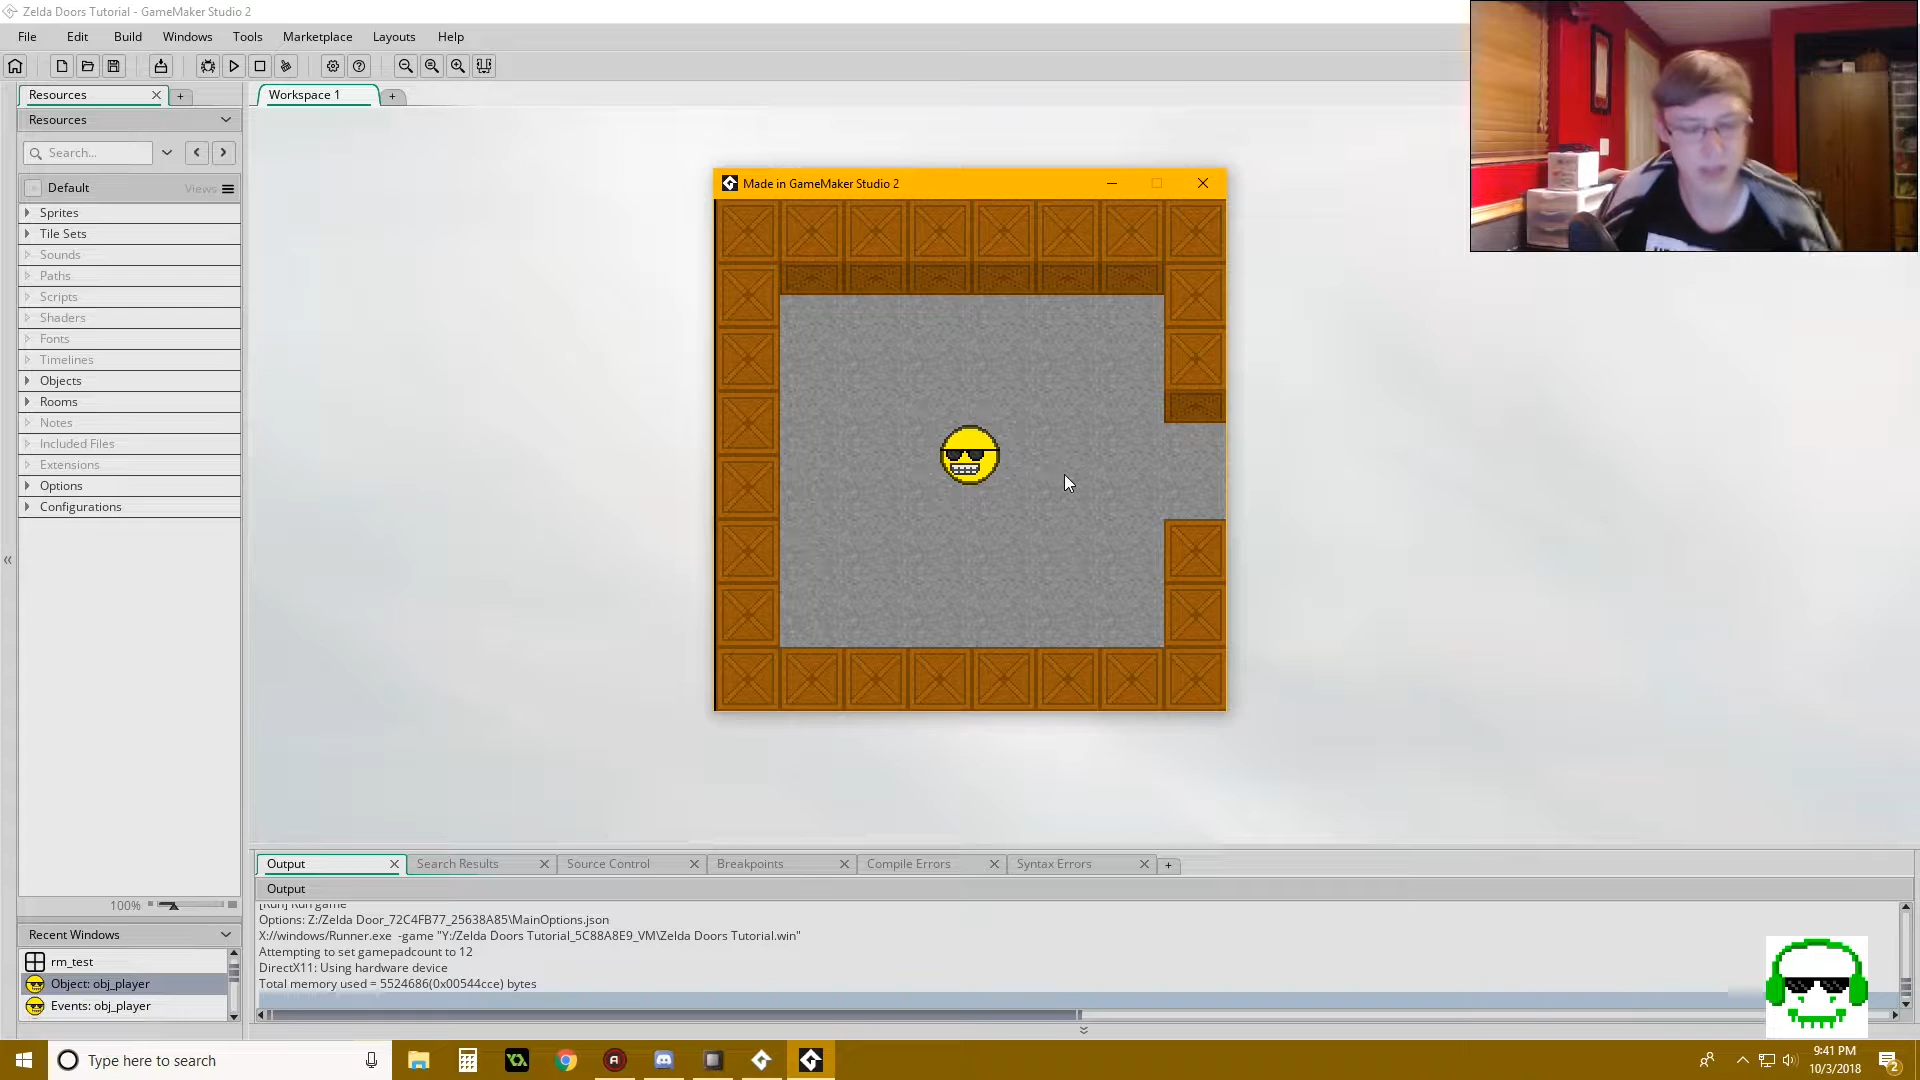 Zelda Doors Tutorial - GameMaker Studio 2
File Edit Build Windows Tools Marketplace Layouts Help
Resources
Workspace 1
Resources
Search...
Default Views
Sprites
Tile Sets
Sounds
Paths
Scripts
Shaders
Fonts
Timelines
Objects
Rooms
Notes
Included Files
Extensions
Options
Configurations
100%
Recent Windows
rm_test
Object: obj_player
Events: obj_player
Made in GameMaker Studio 2
Output Search Results Source Control Breakpoints Compile Errors Syntax Errors
Output
[Run] Run game
Options: Z:/Zelda Door_72C4FB77_25638A85\MainOptions.json
X://windows/Runner.exe -game "Y:/Zelda Doors Tutorial_5C88A8E9_VM\Zelda Doors Tutorial.win"
Attempting to set gamepadcount to 12
DirectX11: Using hardware device
Total memory used = 5524686(0x00544cce) bytes
Type here to search
9:41 PM
10/3/2018
2